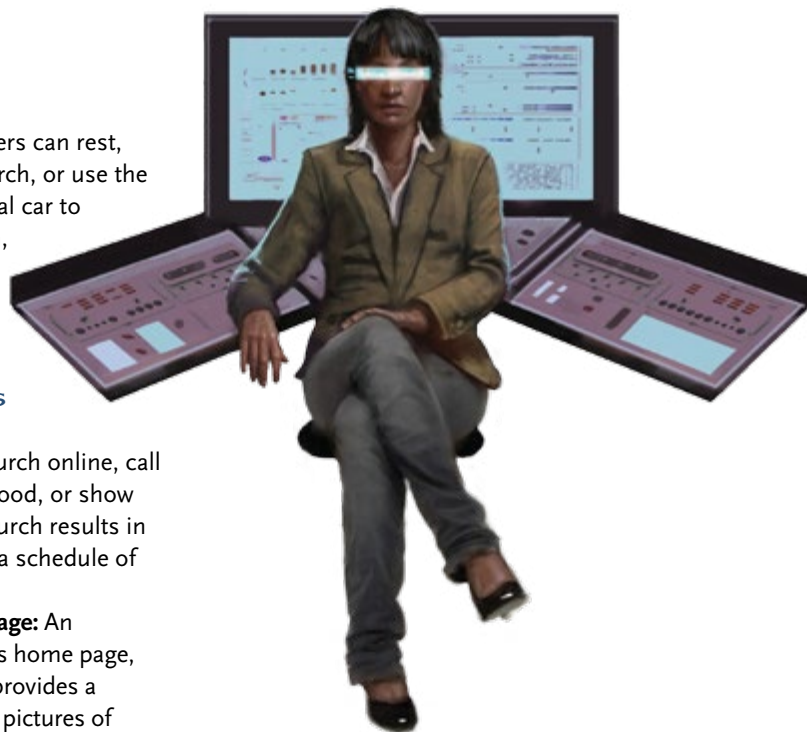 ers can rest,
rch, or use the
al car to
,
s
urch online, call
ood, or show
urch results in
a schedule of
age: An
s home page,
provides a
pictures of